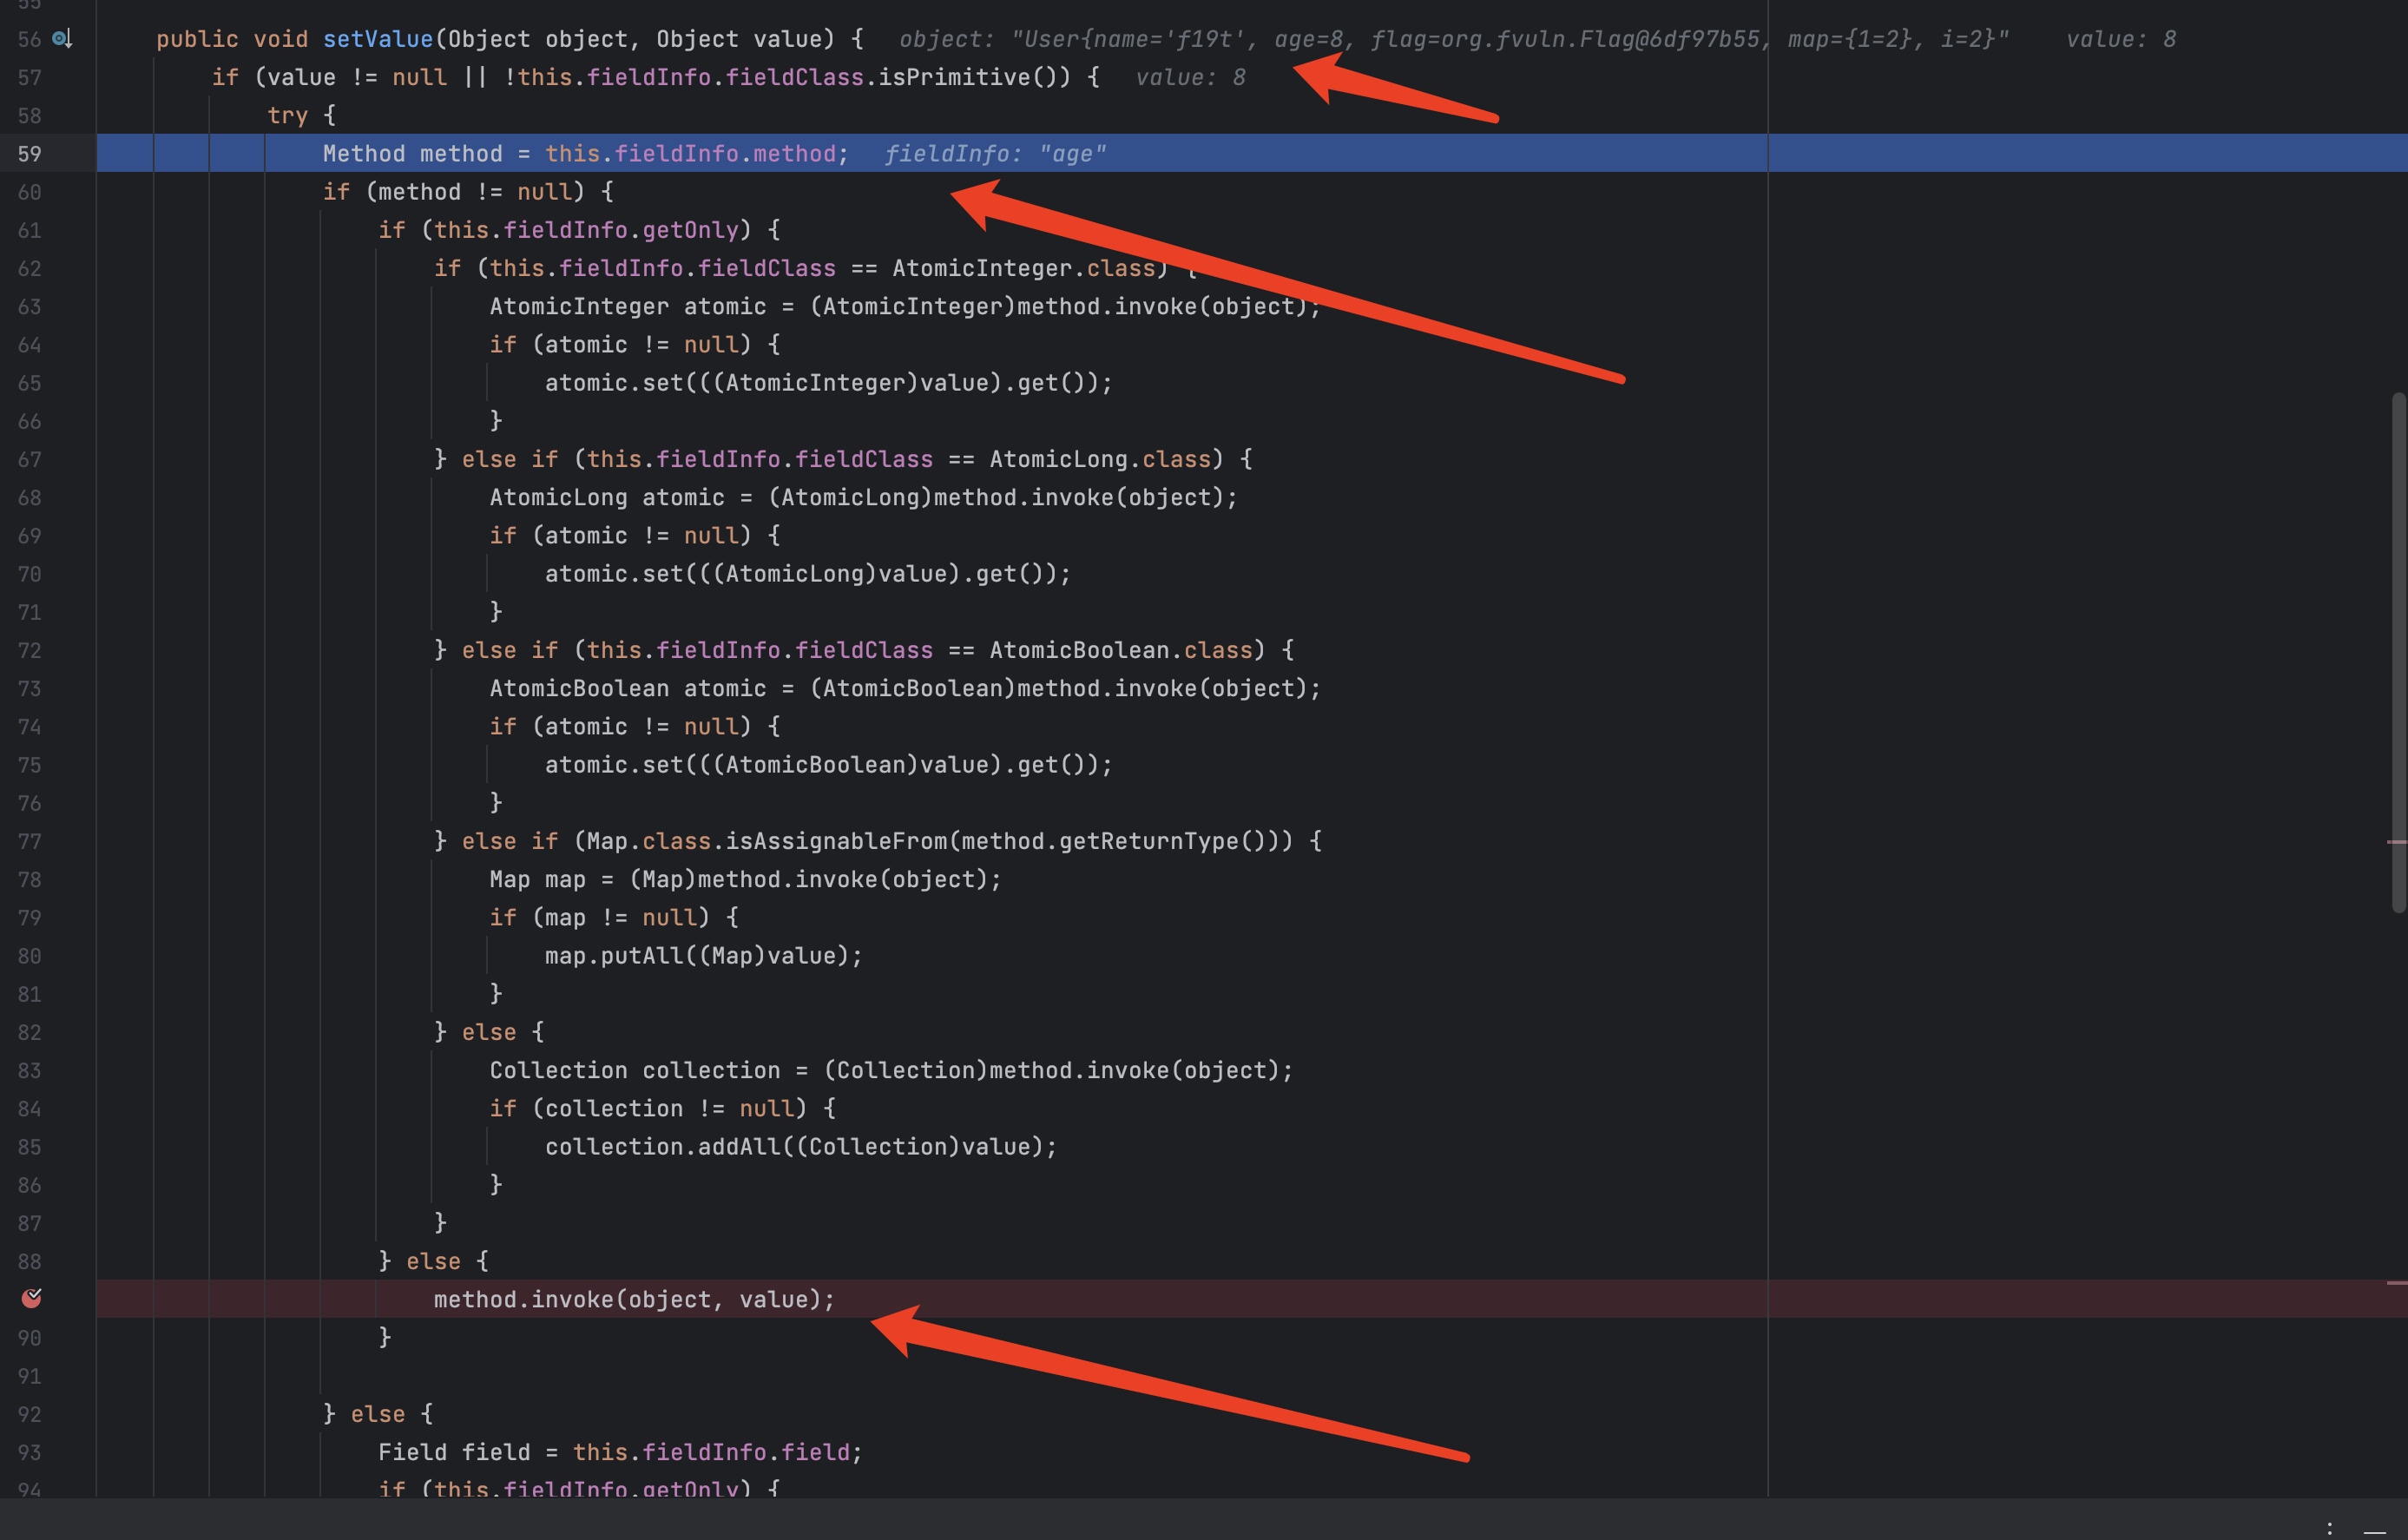 55
56 public void setValue(Object object, Object value) { object: "User{name='f19t', age=8, flag=org.fvuln.Flag@6df97b55, map={1=2}, i=2}" value: 8
57 if (value != null || !this.fieldInfo.fieldClass.isPrimitive()) { value: 8
58 try {
59 Method method = this.fieldInfo.method; fieldInfo: "age"
60 if (method != null) {
61 if (this.fieldInfo.getOnly) {
62 if (this.fieldInfo.fieldClass == AtomicInteger.class) {
63 AtomicInteger atomic = (AtomicInteger)method.invoke(object);
64 if (atomic != null) {
65 atomic.set(((AtomicInteger)value).get());
66 }
67 } else if (this.fieldInfo.fieldClass == AtomicLong.class) {
68 AtomicLong atomic = (AtomicLong)method.invoke(object);
69 if (atomic != null) {
70 atomic.set(((AtomicLong)value).get());
71 }
72 } else if (this.fieldInfo.fieldClass == AtomicBoolean.class) {
73 AtomicBoolean atomic = (AtomicBoolean)method.invoke(object);
74 if (atomic != null) {
75 atomic.set(((AtomicBoolean)value).get());
76 }
77 } else if (Map.class.isAssignableFrom(method.getReturnType())) {
78 Map map = (Map)method.invoke(object);
79 if (map != null) {
80 map.putAll((Map)value);
81 }
82 } else {
83 Collection collection = (Collection)method.invoke(object);
84 if (collection != null) {
85 collection.addAll((Collection)value);
86 }
87 }
88 } else {
method.invoke(object, value);
90 }
91
92 } else {
93 Field field = this.fieldInfo.field;
94 if (this.fieldInfo.getOnly) {